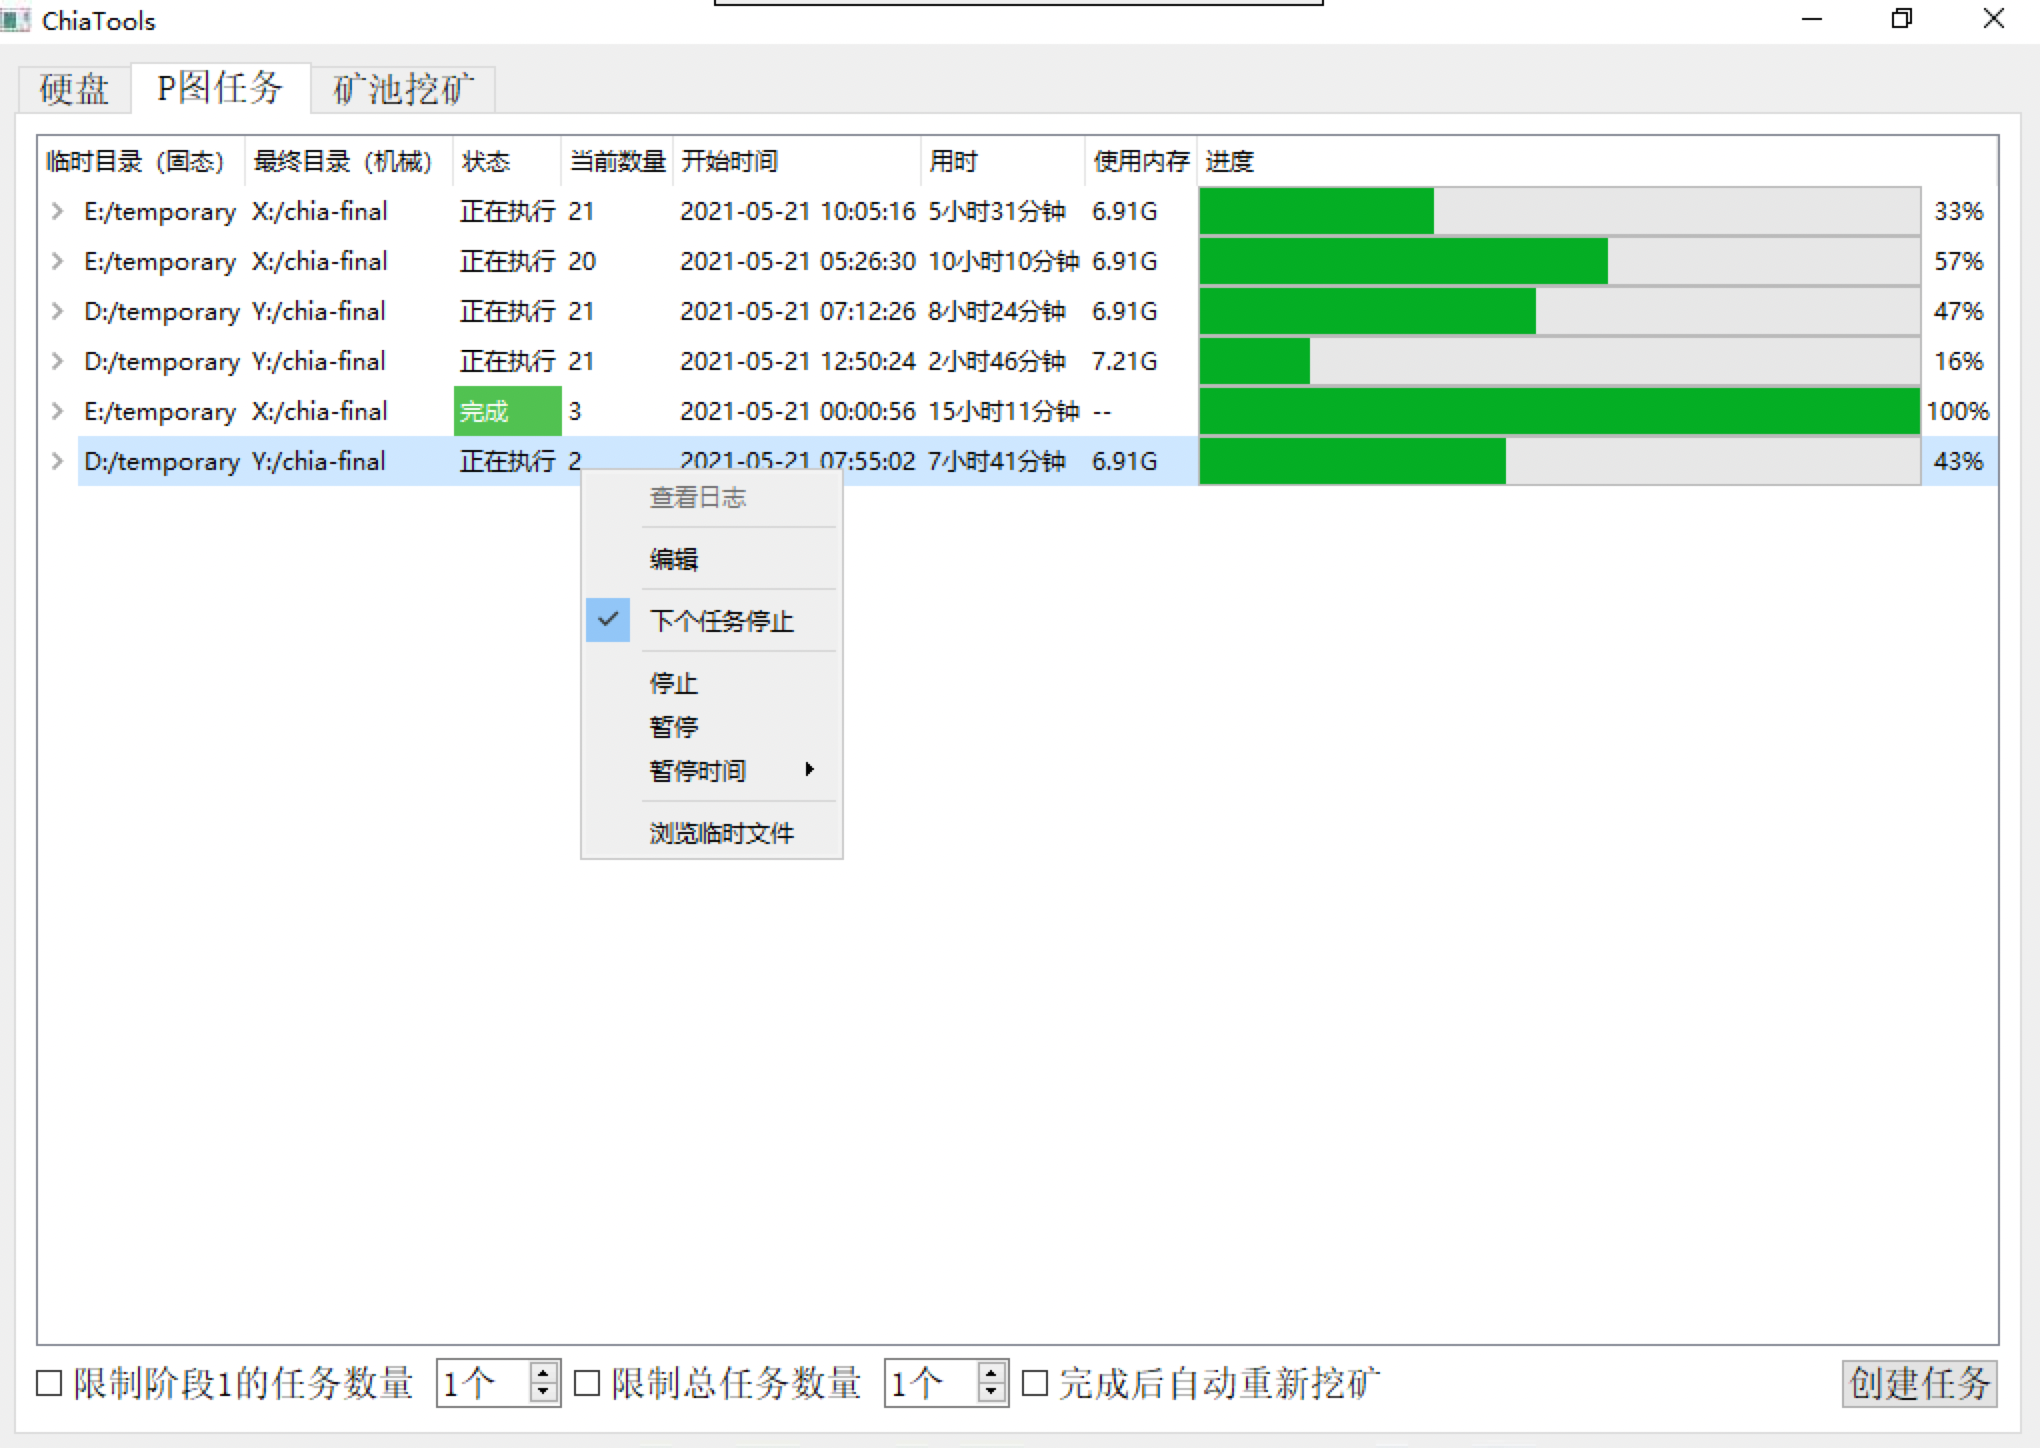 ChiaTools
硬盘 P图任务 矿池挖矿
临时目录（固态） 最终目录（机械） 状态 当前数量 开始时间 用时 使用内存 进度
E:/temporary X:/chia-final 正在执行 21 2021-05-21 10:05:16 5小时31分钟 6.91G 33%
E:/temporary X:/chia-final 正在执行 20 2021-05-21 05:26:30 10小时10分钟 6.91G 57%
D:/temporary Y:/chia-final 正在执行 21 2021-05-21 07:12:26 8小时24分钟 6.91G 47%
D:/temporary Y:/chia-final 正在执行 21 2021-05-21 12:50:24 2小时46分钟 7.21G 16%
E:/temporary X:/chia-final 完成 3 2021-05-21 00:00:56 15小时11分钟 -- 100%
D:/temporary Y:/chia-final 正在执行 2 2021-05-21 07:55:02 7小时41分钟 6.91G 43%
查看日志
编辑
下个任务停止
停止
暂停
暂停时间
浏览临时文件
限制阶段1的任务数量 1个 限制总任务数量 1个 完成后自动重新挖矿 创建任务